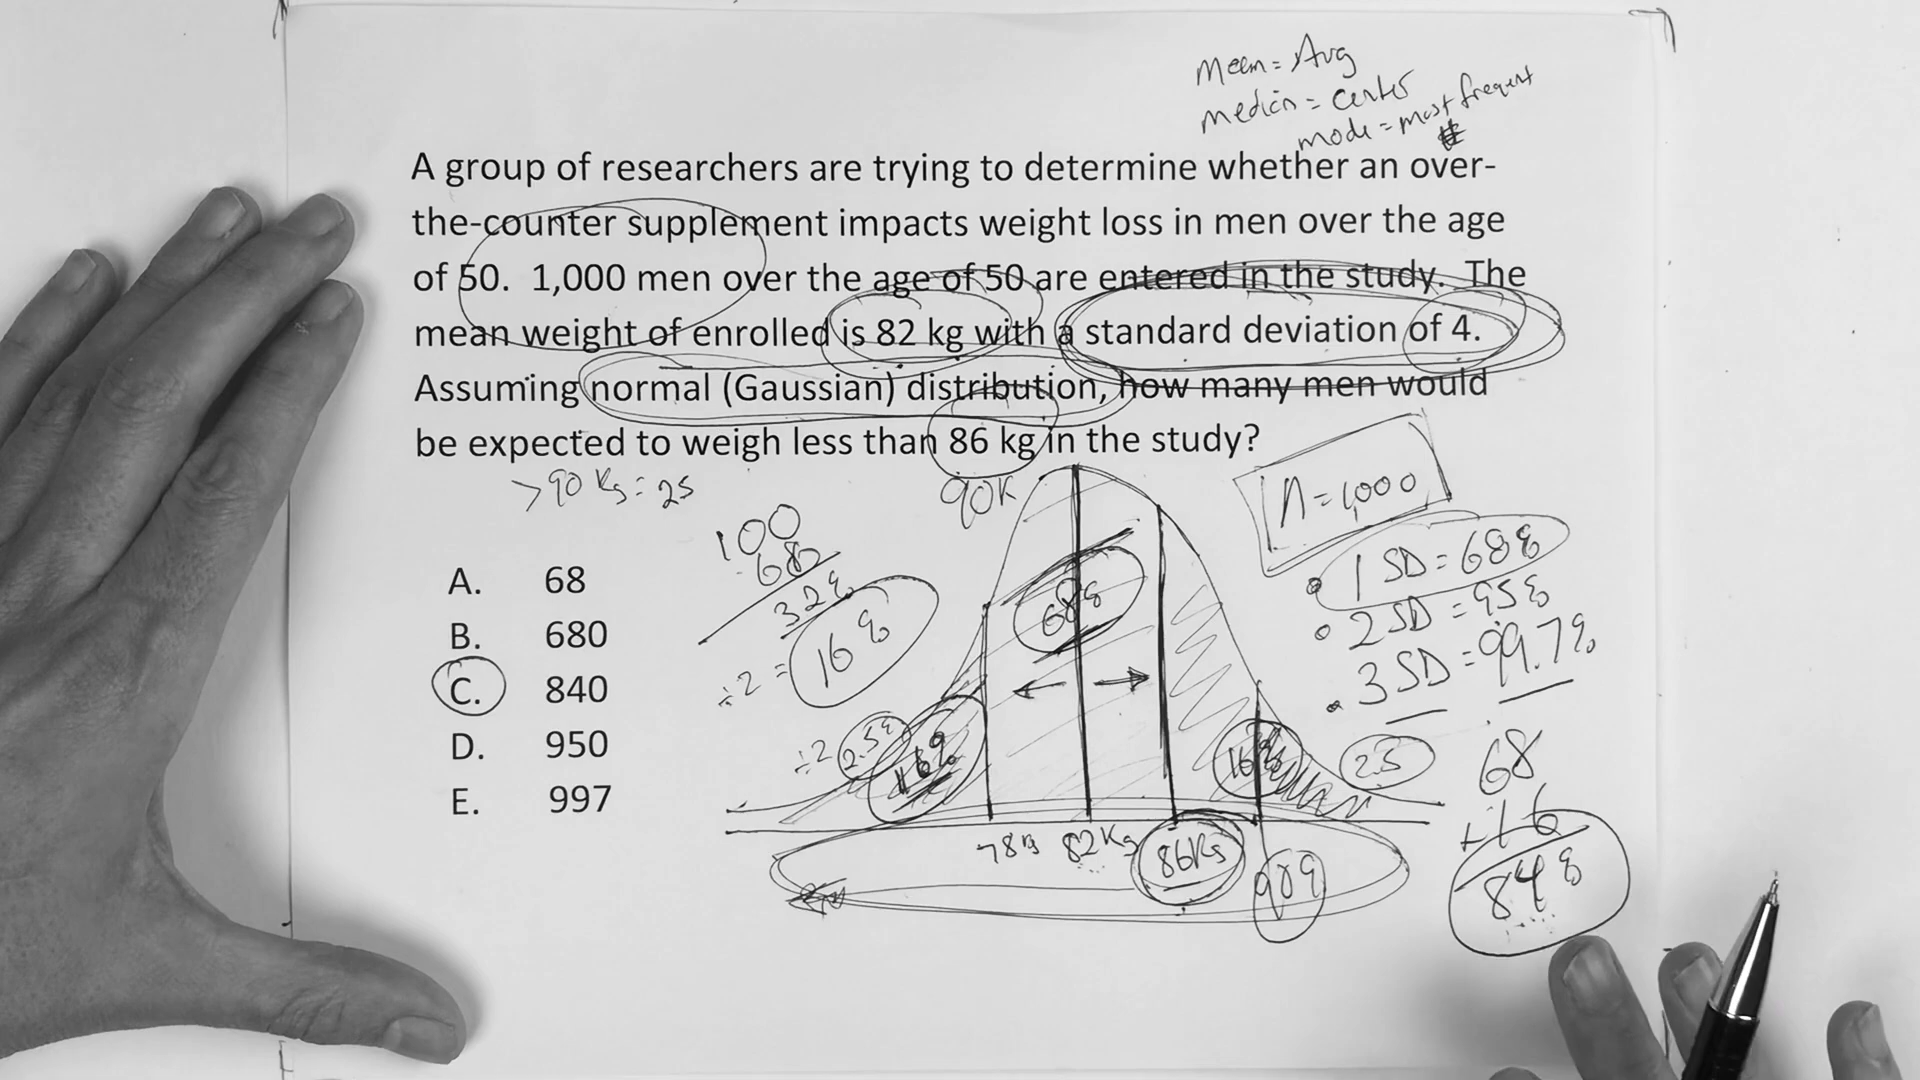 Mean = Avg
Median = Center
mode = most frequent
A group of researchers are trying to determine whether an over-
the-counter supplement impacts weight loss in men over the age
of 50. 1,000 men over the age of 50 are entered in the study. The
mean weight of enrolled is 82 kg with a standard deviation of 4.
Assuming normal (Gaussian) distribution, how many men would
be expected to weigh less than 86 kg in the study?
>90 Kg = 25
90K
n = 1,000
100
68
32%
÷2 = 16%
68%
1 SD = 68%
2 SD = 95%
3 SD = 99.7%
A. 68
B. 680
C. 840
D. 950
E. 997
÷2 2.5%
16%
16%
2.5
68
+16
84%
78kg 82Kg 86Kg